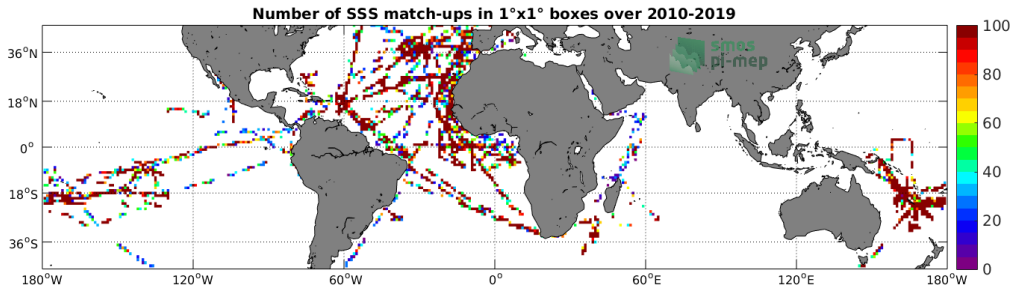 Number of SSS match-ups in 1°x1° boxes over 2010-2019
smos
pi-mep
36°N
18°N
0°
18°S
36°S
180°W
120°W
60°W
0°
60°E
120°E
180°W
100
80
60
40
20
0